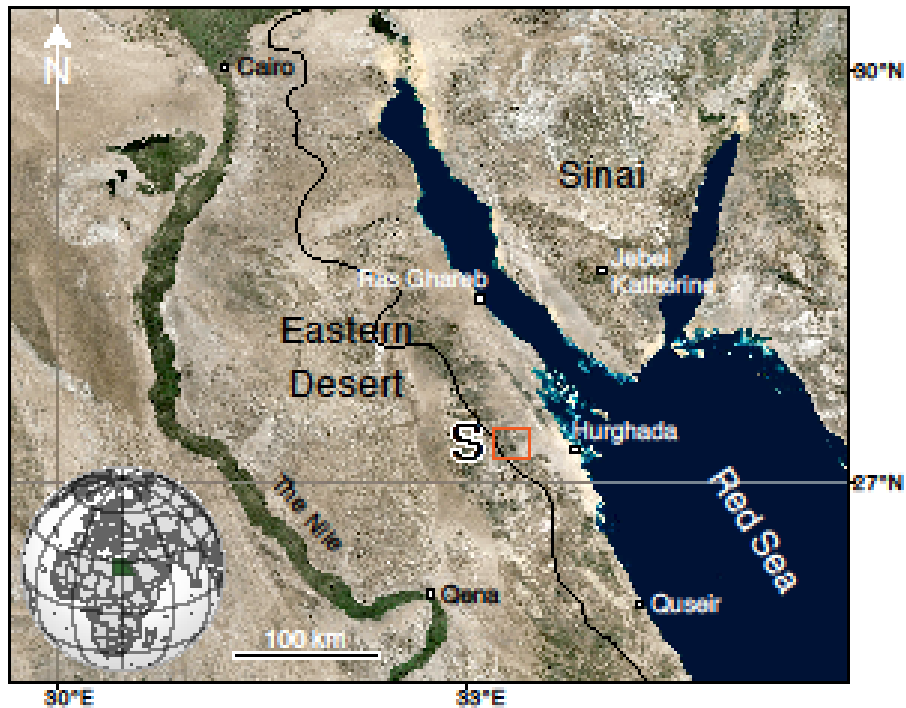 N
Cairo
30°N
Sinai
Jebel
Katherine
Ras Ghareb
Eastern
Desert
S
Hurghada
27°N
Red Sea
The Nile
Qena
Quseir
100 km
30°E
33°E